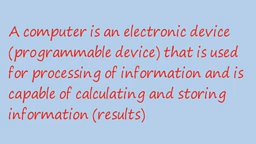 A computer is an electronic device
(programmable device) that is used
for processing of information and is
capable of calculating and storing
information (results)